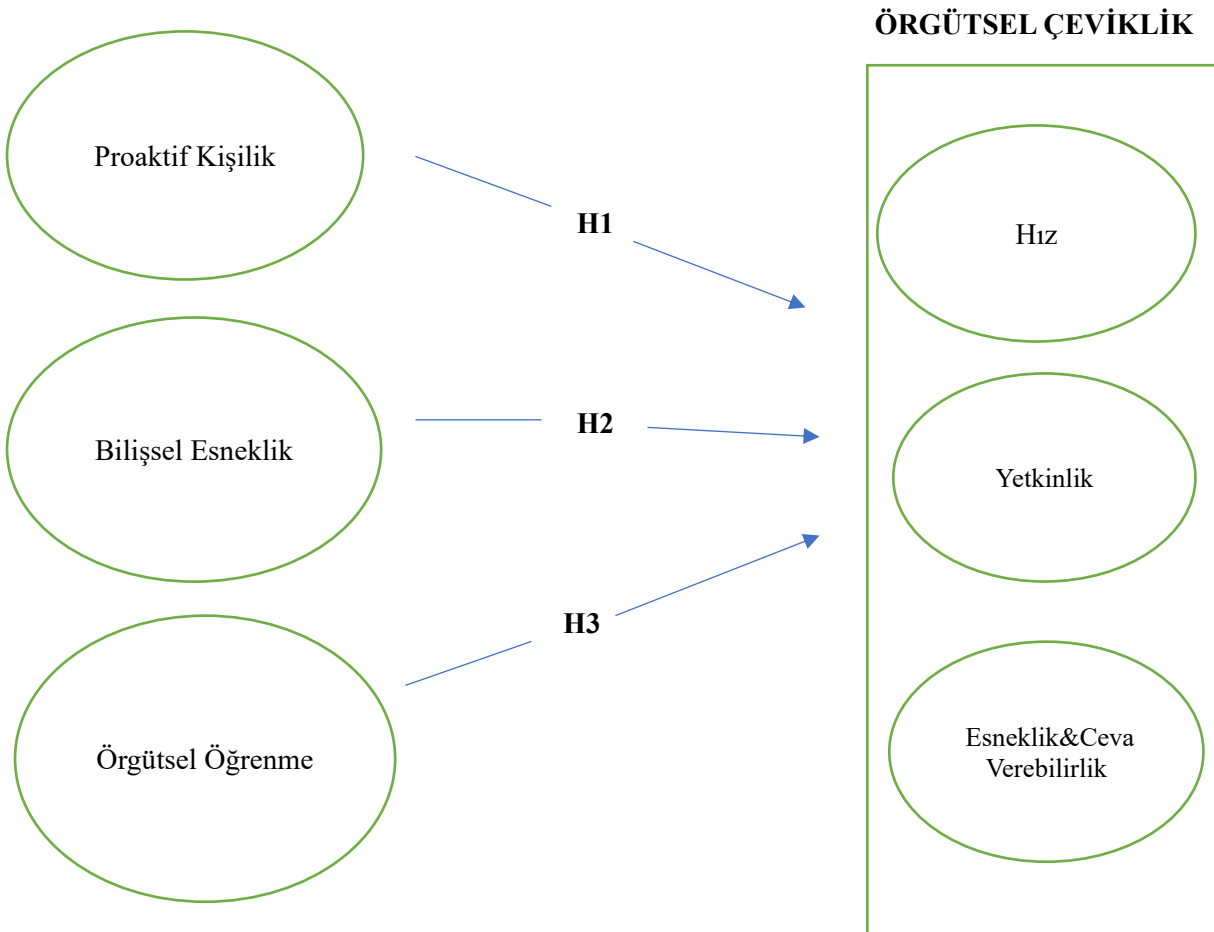 ÖRGÜTSEL ÇEVİKLİK
Proaktif Kişilik
H1
Hız
Bilişsel Esneklik
H2
Yetkinlik
H3
Örgütsel Öğrenme
Esneklik&Ceva
Verebilirlik